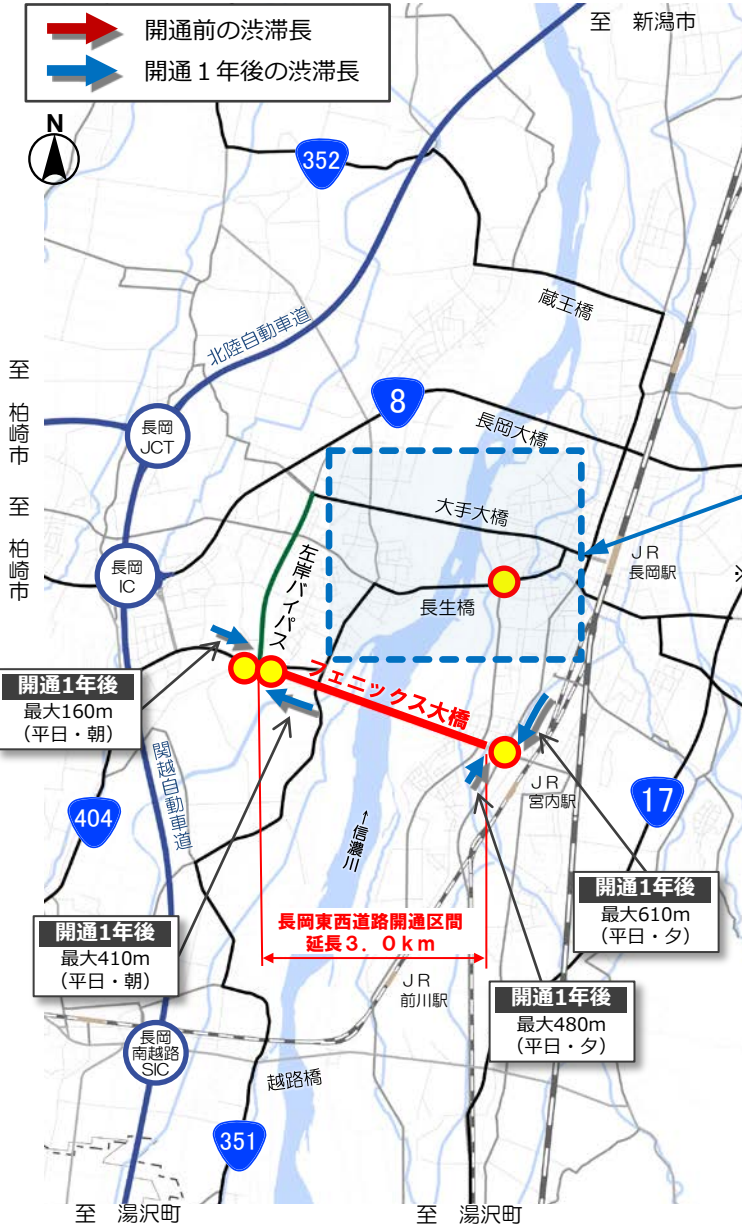 開通前の渋滞長
開通１年後の渋滞長
至 新潟市
N
352
蔵王橋
北陸自動車道
至 柏崎市
8
長岡
JCT
長岡大橋
大手大橋
至 柏崎市
ＪＲ
長岡駅
長岡
IC
左岸バイパス
長生橋
※
フェニックス大橋
開通1年後
最大160m
（平日・朝）
関越自動車道
ＪＲ
宮内駅
17
404
↑信濃川
開通1年後
最大610m
（平日・夕）
長岡東西道路開通区間
延長３．０ｋｍ
開通1年後
最大410m
（平日・朝）
ＪＲ
前川駅
開通1年後
最大480m
（平日・夕）
長岡
南越路
SIC
越路橋
351
至 湯沢町
至 湯沢町